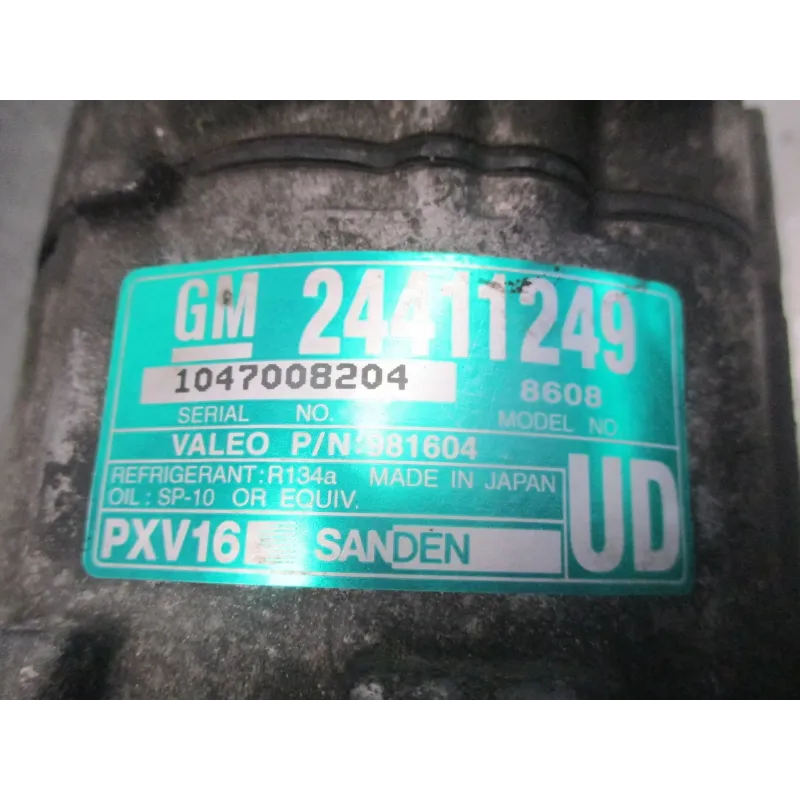 GM 24411249
1047008204 8608
SERIAL NO. MODEL NO
VALEO P/N:981604
REFRIGERANT:R134a MADE IN JAPAN
OIL: SP-10 OR EQUIV.
PXV16 SANDEN UD